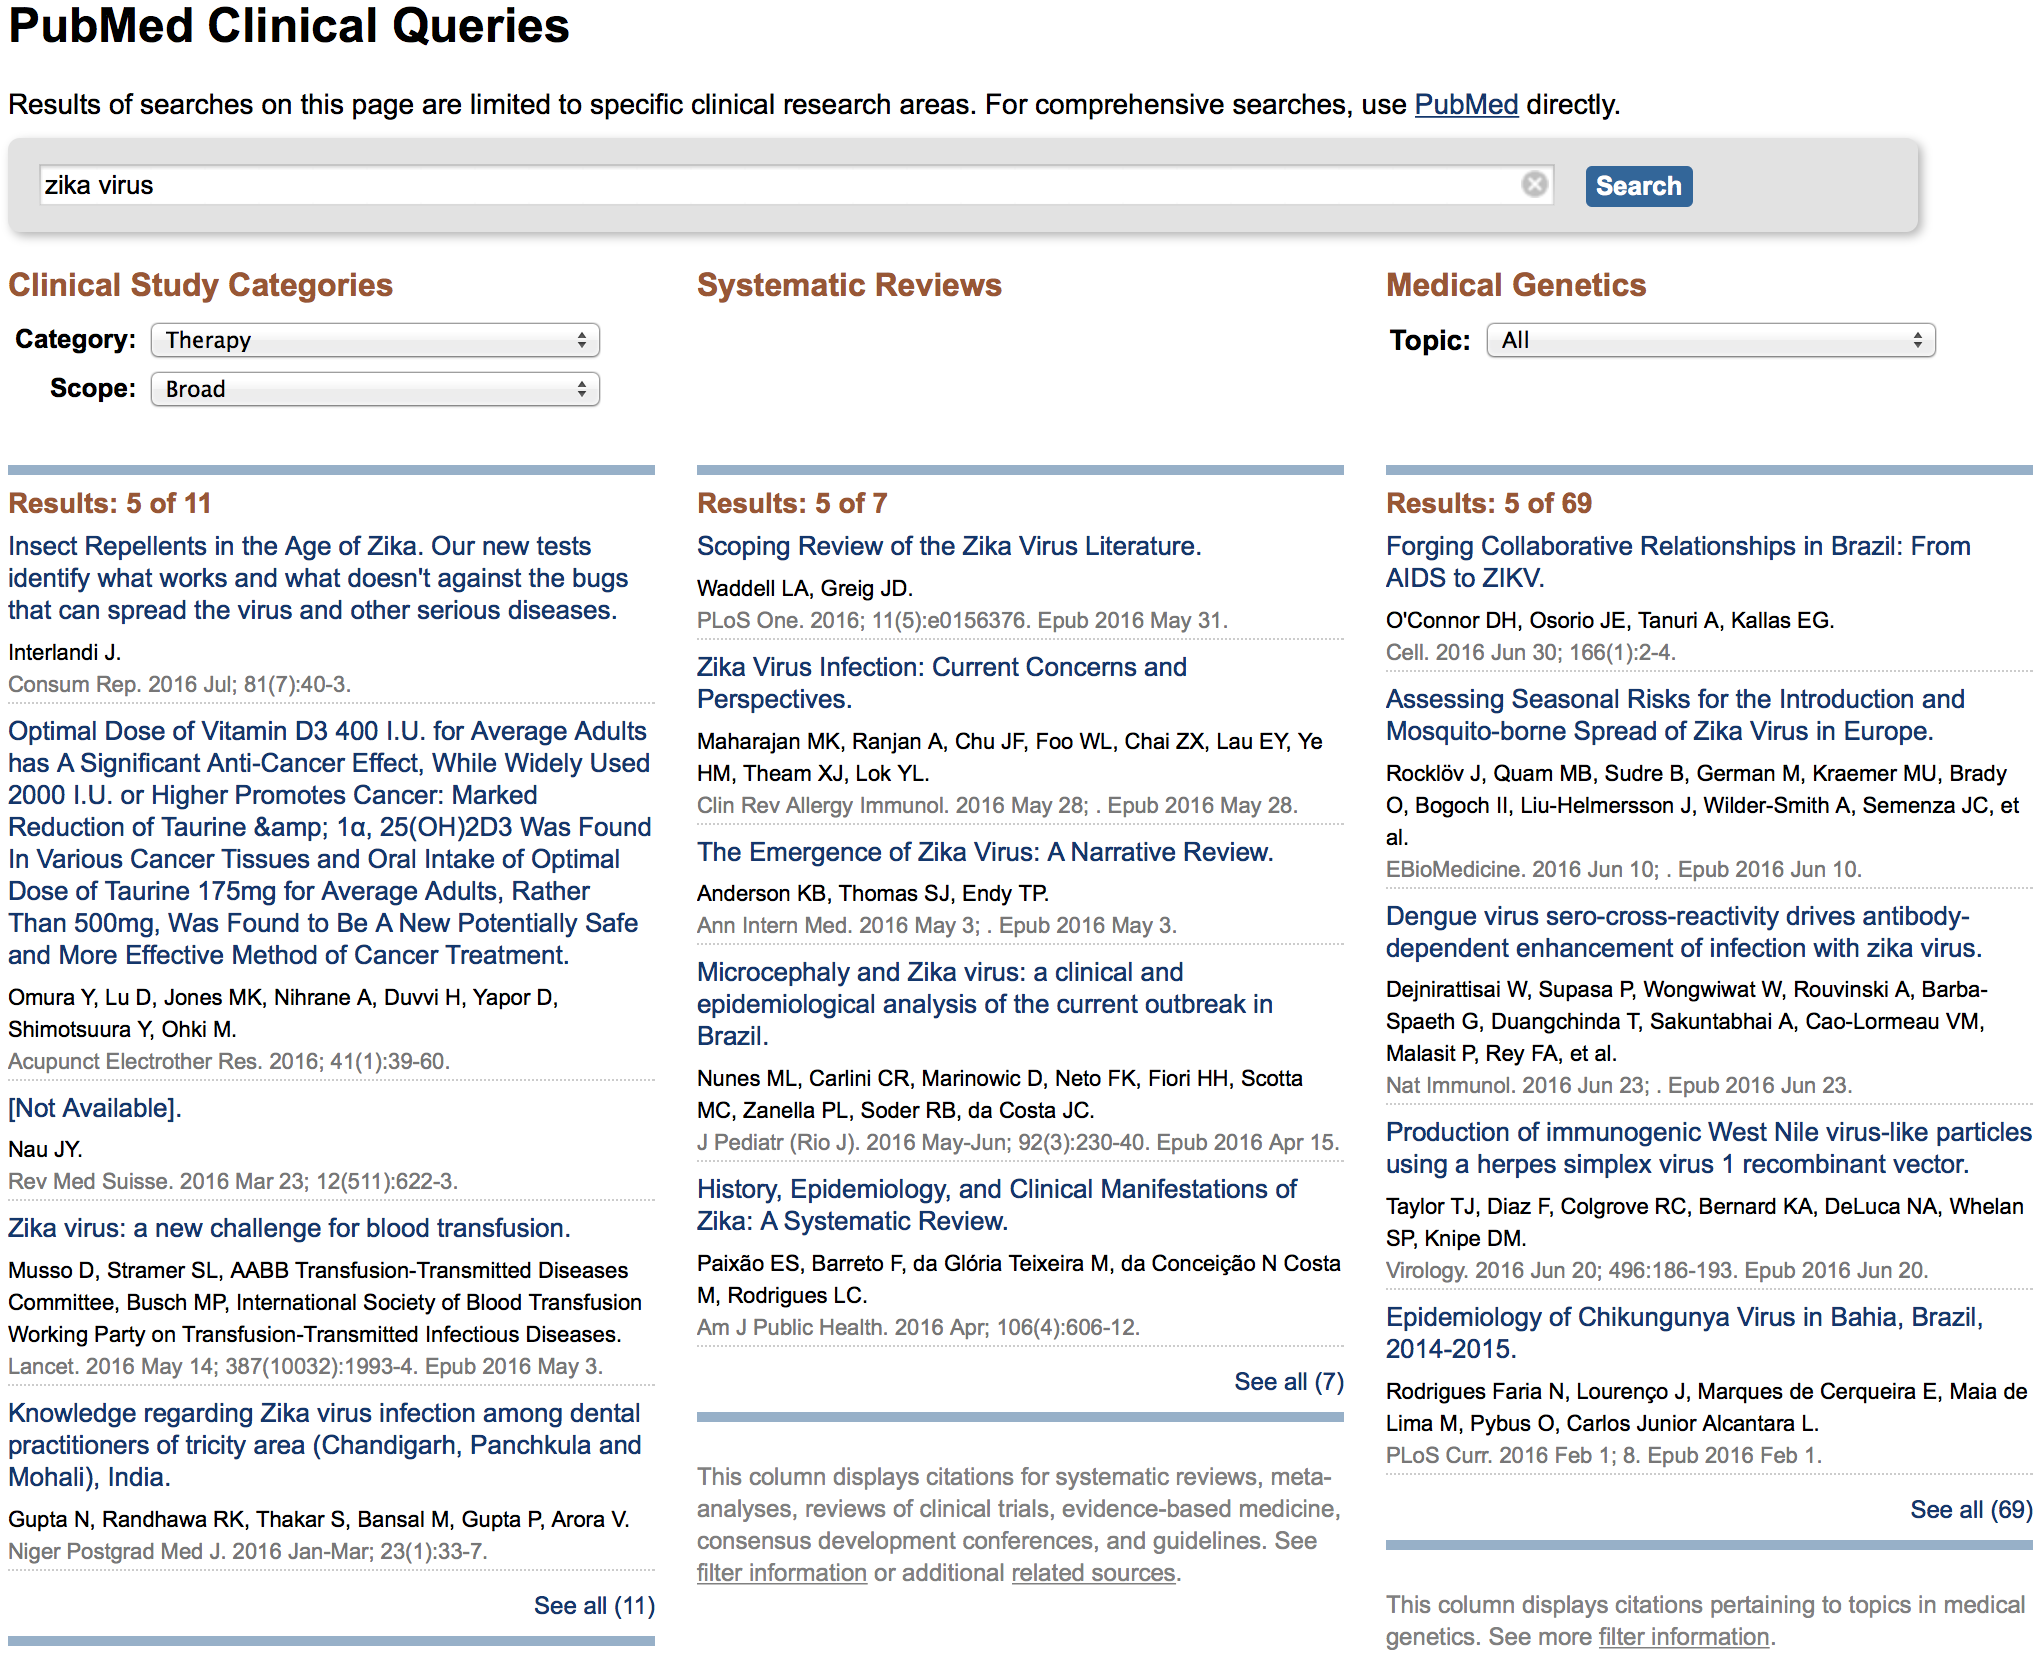 PubMed Clinical Queries
Results of searches on this page are limited to specific clinical research areas. For comprehensive searches, use PubMed directly.
zika virus
Search
Clinical Study Categories
Category: Therapy
Scope: Broad
Results: 5 of 11
Insect Repellents in the Age of Zika. Our new tests
identify what works and what doesn't against the bugs
that can spread the virus and other serious diseases.
Interlandi J.
Consum Rep. 2016 Jul; 81(7):40-3.
Optimal Dose of Vitamin D3 400 I.U. for Average Adults
has A Significant Anti-Cancer Effect, While Widely Used
2000 I.U. or Higher Promotes Cancer: Marked
Reduction of Taurine &amp; 1α, 25(OH)2D3 Was Found
In Various Cancer Tissues and Oral Intake of Optimal
Dose of Taurine 175mg for Average Adults, Rather
Than 500mg, Was Found to Be A New Potentially Safe
and More Effective Method of Cancer Treatment.
Omura Y, Lu D, Jones MK, Nihrane A, Duvvi H, Yapor D,
Shimotsuura Y, Ohki M.
Acupunct Electrother Res. 2016; 41(1):39-60.
[Not Available].
Nau JY.
Rev Med Suisse. 2016 Mar 23; 12(511):622-3.
Zika virus: a new challenge for blood transfusion.
Musso D, Stramer SL, AABB Transfusion-Transmitted Diseases
Committee, Busch MP, International Society of Blood Transfusion
Working Party on Transfusion-Transmitted Infectious Diseases.
Lancet. 2016 May 14; 387(10032):1993-4. Epub 2016 May 3.
Knowledge regarding Zika virus infection among dental
practitioners of tricity area (Chandigarh, Panchkula and
Mohali), India.
Gupta N, Randhawa RK, Thakar S, Bansal M, Gupta P, Arora V.
Niger Postgrad Med J. 2016 Jan-Mar; 23(1):33-7.
See all (11)
Systematic Reviews
Results: 5 of 7
Scoping Review of the Zika Virus Literature.
Waddell LA, Greig JD.
PLoS One. 2016; 11(5):e0156376. Epub 2016 May 31.
Zika Virus Infection: Current Concerns and
Perspectives.
Maharajan MK, Ranjan A, Chu JF, Foo WL, Chai ZX, Lau EY, Ye
HM, Theam XJ, Lok YL.
Clin Rev Allergy Immunol. 2016 May 28; . Epub 2016 May 28.
The Emergence of Zika Virus: A Narrative Review.
Anderson KB, Thomas SJ, Endy TP.
Ann Intern Med. 2016 May 3; . Epub 2016 May 3.
Microcephaly and Zika virus: a clinical and
epidemiological analysis of the current outbreak in
Brazil.
Nunes ML, Carlini CR, Marinowic D, Neto FK, Fiori HH, Scotta
MC, Zanella PL, Soder RB, da Costa JC.
J Pediatr (Rio J). 2016 May-Jun; 92(3):230-40. Epub 2016 Apr 15.
History, Epidemiology, and Clinical Manifestations of
Zika: A Systematic Review.
Paixão ES, Barreto F, da Glória Teixeira M, da Conceição N Costa
M, Rodrigues LC.
Am J Public Health. 2016 Apr; 106(4):606-12.
See all (7)
This column displays citations for systematic reviews, meta-
analyses, reviews of clinical trials, evidence-based medicine,
consensus development conferences, and guidelines. See
filter information or additional related sources.
Medical Genetics
Topic: All
Results: 5 of 69
Forging Collaborative Relationships in Brazil: From
AIDS to ZIKV.
O'Connor DH, Osorio JE, Tanuri A, Kallas EG.
Cell. 2016 Jun 30; 166(1):2-4.
Assessing Seasonal Risks for the Introduction and
Mosquito-borne Spread of Zika Virus in Europe.
Rocklöv J, Quam MB, Sudre B, German M, Kraemer MU, Brady
O, Bogoch II, Liu-Helmersson J, Wilder-Smith A, Semenza JC, et
al.
EBioMedicine. 2016 Jun 10; . Epub 2016 Jun 10.
Dengue virus sero-cross-reactivity drives antibody-
dependent enhancement of infection with zika virus.
Dejnirattisai W, Supasa P, Wongwiwat W, Rouvinski A, Barba-
Spaeth G, Duangchinda T, Sakuntabhai A, Cao-Lormeau VM,
Malasit P, Rey FA, et al.
Nat Immunol. 2016 Jun 23; . Epub 2016 Jun 23.
Production of immunogenic West Nile virus-like particles
using a herpes simplex virus 1 recombinant vector.
Taylor TJ, Diaz F, Colgrove RC, Bernard KA, DeLuca NA, Whelan
SP, Knipe DM.
Virology. 2016 Jun 20; 496:186-193. Epub 2016 Jun 20.
Epidemiology of Chikungunya Virus in Bahia, Brazil,
2014-2015.
Rodrigues Faria N, Lourenço J, Marques de Cerqueira E, Maia de
Lima M, Pybus O, Carlos Junior Alcantara L.
PLoS Curr. 2016 Feb 1; 8. Epub 2016 Feb 1.
See all (69)
This column displays citations pertaining to topics in medical
genetics. See more filter information.